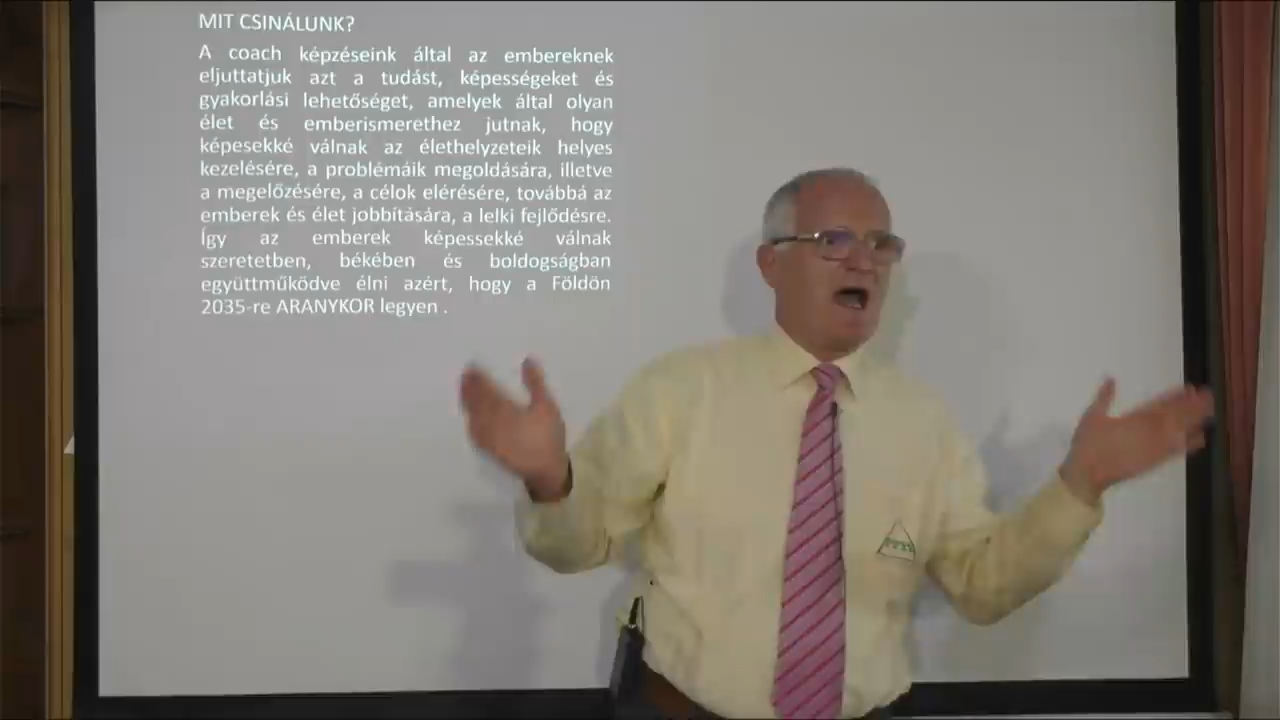 MIT CSINÁLUNK?
A coach képzéseink által az embereknek
eljuttatjuk azt a tudást, képességeket és
gyakorlási lehetőséget, amelyek által olyan
élet és emberismerethez jutnak, hogy
képesekké válnak az élethelyzeteik helyes
kezelésére, a problémáik megoldására, illetve
a megelőzésére, a célok elérésére, továbbá az
emberek és élet jobbítására, a lelki fejlődésre.
Így az emberek képessekké válnak
szeretetben, békében és boldogságban
együttműkődve élni azért, hogy a Földön
2035-re ARANYKOR legyen .